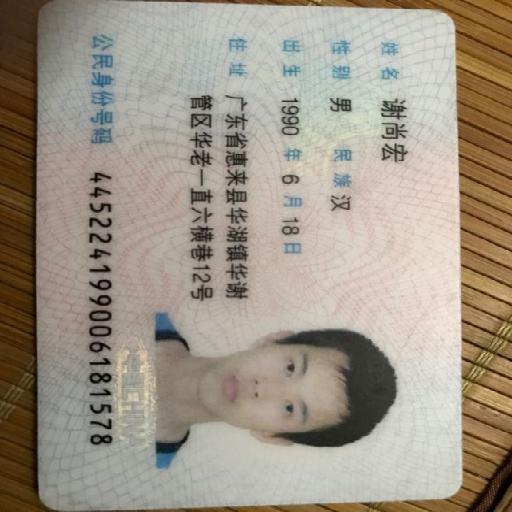 姓名 谢尚宏
性别 男 民族 汉
出生 1990 年 6 月 18 日
住址 广东省惠来县华湖镇华谢
管区华老一直六横巷12号
公民身份号码 445224199006181578